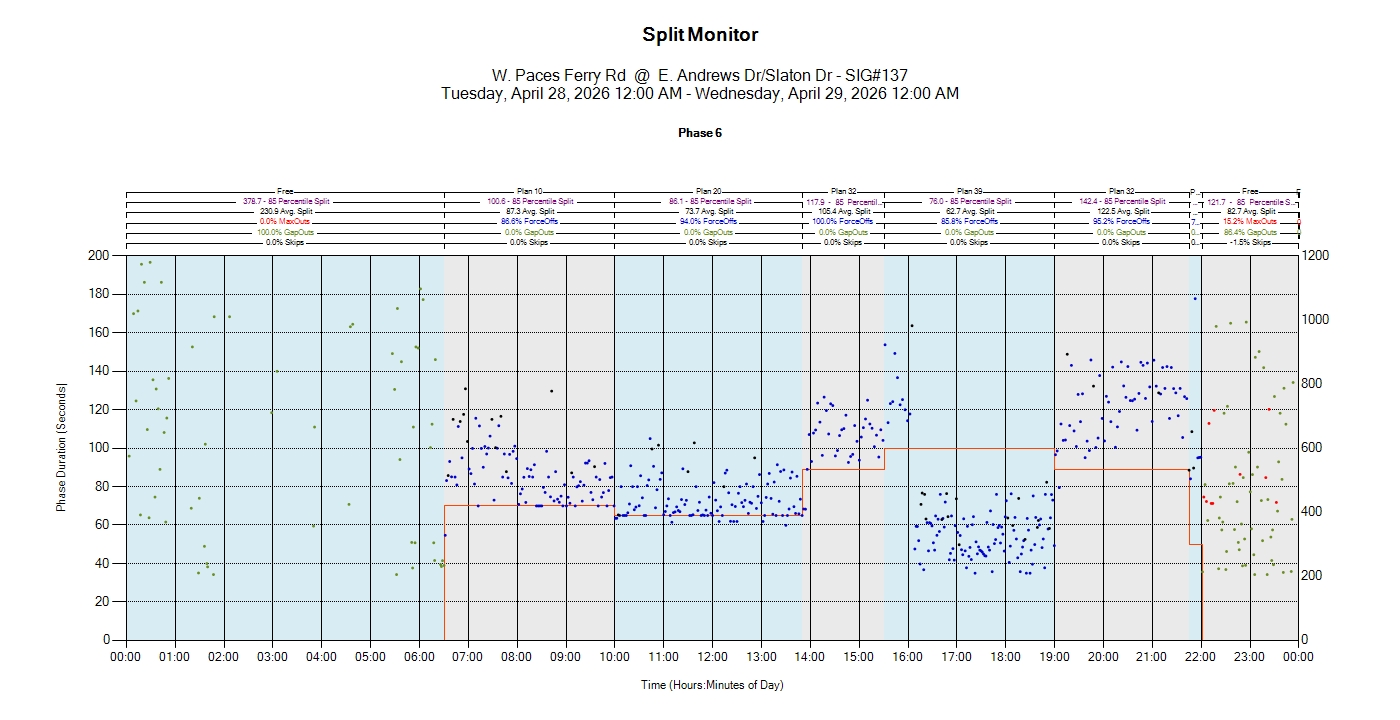 Split Monitor
W. Paces Ferry Rd @ E. Andrews Dr/Slaton Dr - SIG#137
Tuesday, April 28, 2026 12:00 AM - Wednesday, April 29, 2026 12:00 AM
Phase 6
Free Plan 10 Plan 20 Plan 32 Plan 39 Plan 32 P... Free F
378.7 - 85 Percentile Split 100.6 - 85 Percentile Split 86.1 - 85 Percentile Split 117.9 - 85 Percentil... 76.0 - 85 Percentile Split 142.4 - 85 Percentile Split ... 121.7 - 85 Percentile S...
230.9 Avg. Split 87.3 Avg. Split 73.7 Avg. Split 105.4 Avg. Split 62.7 Avg. Split 122.5 Avg. Split ... 82.7 Avg. Split
0.0% MaxOuts 86.6% ForceOffs 94.0% ForceOffs 100.0% ForceOffs 85.8% ForceOffs 95.2% ForceOffs 7... 15.2% MaxOuts
100.0% GapOuts 0.0% GapOuts 0.0% GapOuts 0.0% GapOuts 0.0% GapOuts 0.0% GapOuts 0... 86.4% GapOuts
0.0% Skips 0.0% Skips 0.0% Skips 0.0% Skips 0.0% Skips 0.0% Skips 0... -1.5% Skips
200 1200
180
160 1000
140
120 800
100 600
80
60 400
40 200
20
0 0
Phase Duration (Seconds)
00:00 01:00 02:00 03:00 04:00 05:00 06:00 07:00 08:00 09:00 10:00 11:00 12:00 13:00 14:00 15:00 16:00 17:00 18:00 19:00 20:00 21:00 22:00 23:00 00:00
Time (Hours:Minutes of Day)